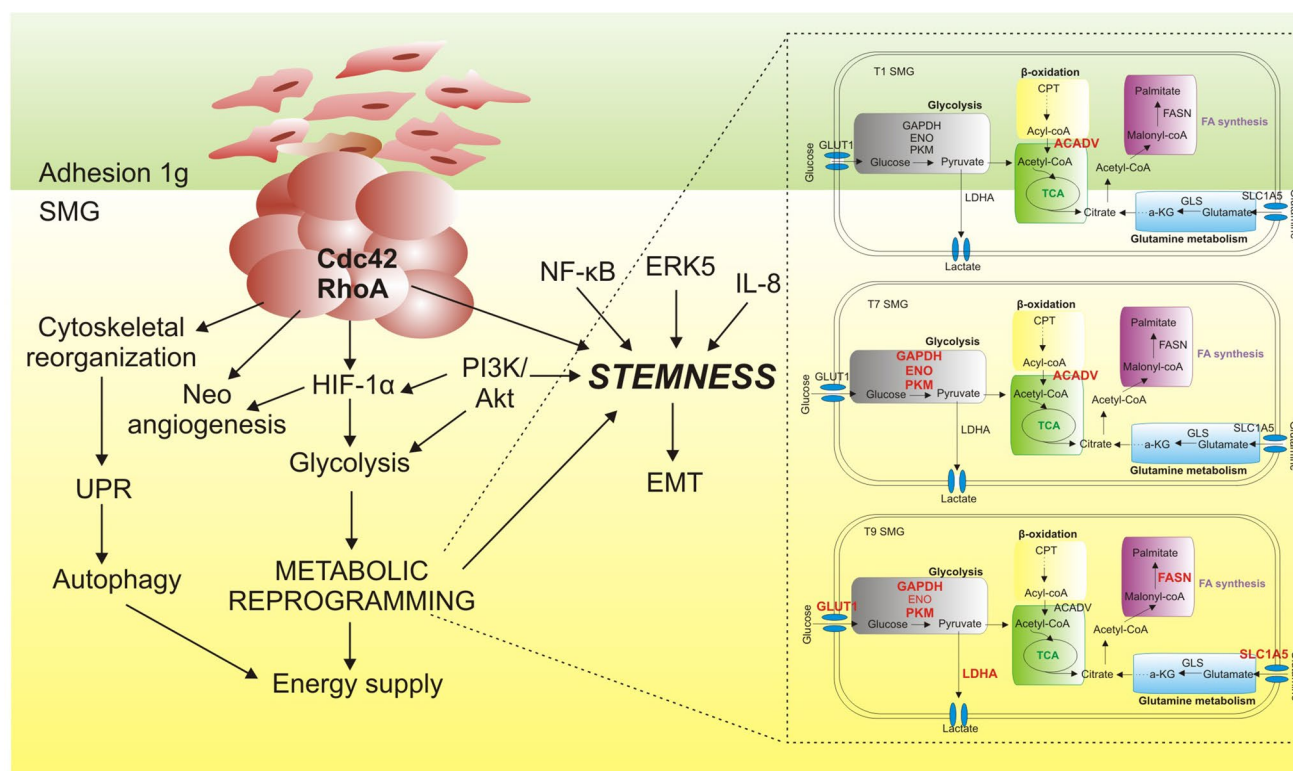 Adhesion 1g
SMG
Cdc42
RhoA
Cytoskeletal
reorganization
Neo
angiogenesis
HIF-1α
PI3K/
Akt
NF-κB
ERK5
IL-8
STEMNESS
EMT
UPR
Glycolysis
Autophagy
METABOLIC
REPROGRAMMING
Energy supply
T1 SMG
β-oxidation
CPT
Acyl-coA
ACADV
Acetyl-CoA
TCA
Glycolysis
GAPDH
ENO
PKM
Glucose
Pyruvate
GLUT1
Glucose
LDHA
Lactate
Palmitate
FASN
Malonyl-coA
FA synthesis
Acetyl-CoA
Citrate
a-KG
GLS
Glutamate
SLC1A5
Glutamine metabolism
T7 SMG
β-oxidation
CPT
Acyl-coA
ACADV
Acetyl-CoA
TCA
Glycolysis
GAPDH
ENO
PKM
Glucose
Pyruvate
GLUT1
Glucose
LDHA
Lactate
Palmitate
FASN
Malonyl-coA
FA synthesis
Acetyl-CoA
Citrate
a-KG
GLS
Glutamate
SLC1A5
Glutamine metabolism
T9 SMG
β-oxidation
CPT
Acyl-coA
ACADV
Acetyl-CoA
TCA
Glycolysis
GAPDH
ENO
PKM
Glucose
Pyruvate
GLUT1
Glucose
LDHA
Lactate
Palmitate
FASN
Malonyl-coA
FA synthesis
Acetyl-CoA
Citrate
a-KG
GLS
Glutamate
SLC1A5
Glutamine metabolism